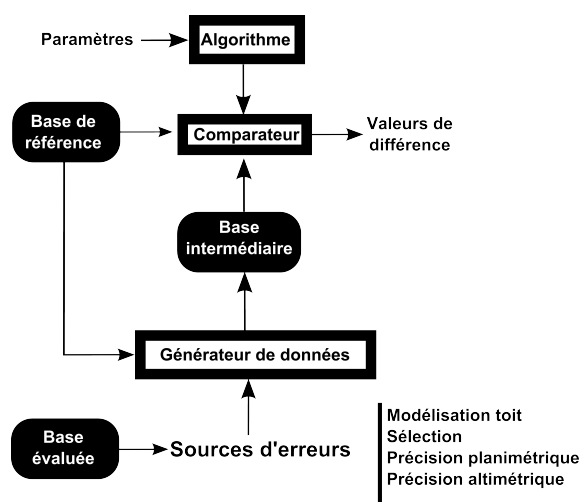 Paramètres
Algorithme
Base de
référence
Comparateur
Valeurs de
différence
Base
intermédiaire
Générateur de données
Base
évaluée
Sources d'erreurs
Modélisation toit
Sélection
Précision planimétrique
Précision altimétrique